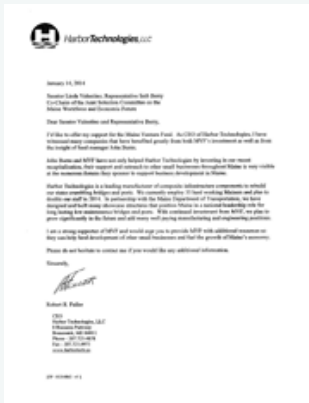 HarborTechnologies, LLC
January 14, 2014
Senator Linda Valentino, Representative Seth Berry
Co-Chairs of the Joint Selection Committee on the
Maine Workforce and Economic Future
Dear Senator Valentino and Representative Berry,
I'd like to offer my support for the Maine Venture Fund. As CEO of Harbor Technologies, I have
witnessed many companies that have benefited greatly from both MVF's investment as well as from
the insight of fund manager John Burns.
John Burns and MVF have not only helped Harbor Technologies by investing in our recent
recapitalization, their support and outreach to other small businesses throughout Maine is very visible
at the numerous forums they sponsor to support business development in Maine.
Harbor Technologies is a leading manufacturer of composite infrastructure components to rebuild
our states crumbling bridges and ports. We currently employ 35 hard working Mainers and plan to
double our staff in 2014. In partnership with the Maine Department of Transportation, we have
designed and built many showcase structures that position Maine in a national leadership role for
long lasting low maintenance bridges and ports. With continued investment from MVF, we plan to
grow significantly in the future and add many well paying manufacturing and engineering positions.
I am a strong supporter of MVF and would urge you to provide MVF with additional resources so
they can help fund development of other small businesses and fuel the growth of Maine's economy.
Please do not hesitate to contact me if you would like any additional information.
Sincerely,
CEO
Harbor Technologies, LLC
Brunswick, ME